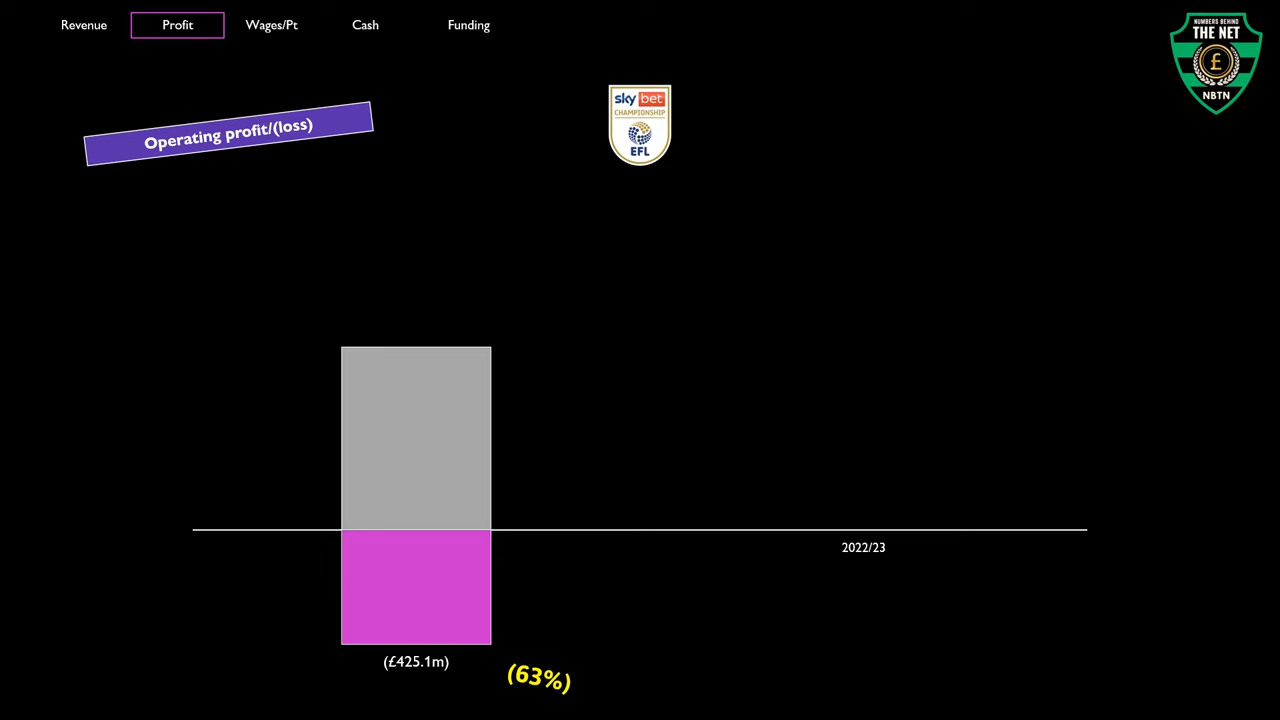 Revenue
Profit
Wages/Pt
Cash
Funding
NUMBERS BEHIND
THE NET
£
NBTN
sky bet
CHAMPIONSHIP
EFL
Operating profit/(loss)
2022/23
(£425.1m)
(63%)